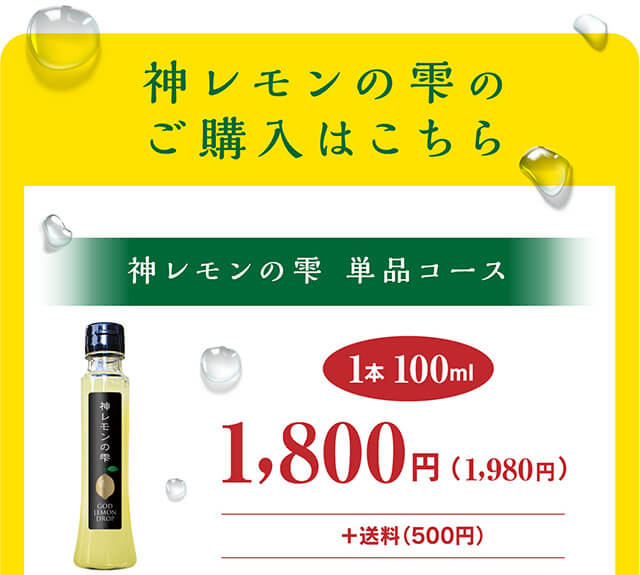 神レモンの雫の
ご購入はこちら
神レモンの雫 単品コース
1本 100ml
1,800円（1,980円）
＋送料（500円）
神レモンの雫
GOD
LEMON
DROP